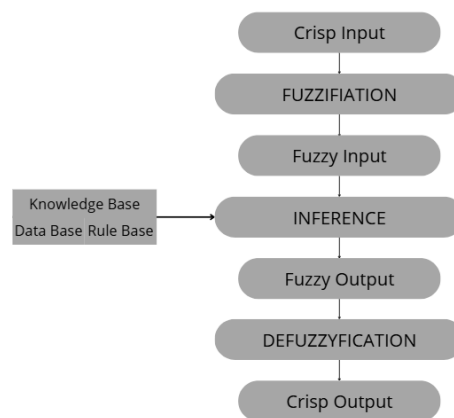 Crisp Input
FUZZIFIATION
Fuzzy Input
Knowledge Base
Data Base Rule Base
INFERENCE
Fuzzy Output
DEFUZZYFICATION
Crisp Output